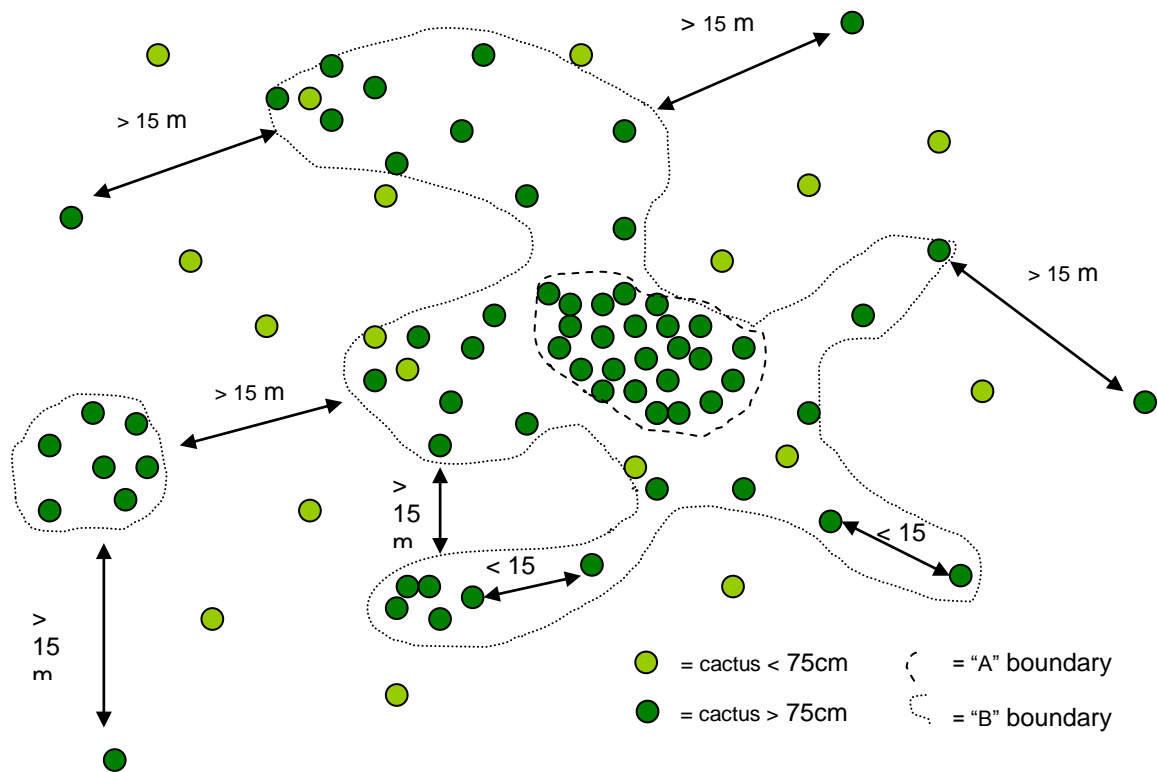 > 15 m
> 15 m
> 15 m
> 15 m
>
15
m
< 15
< 15
>
15
m
= cactus < 75cm
= "A" boundary
= cactus > 75cm
= "B" boundary